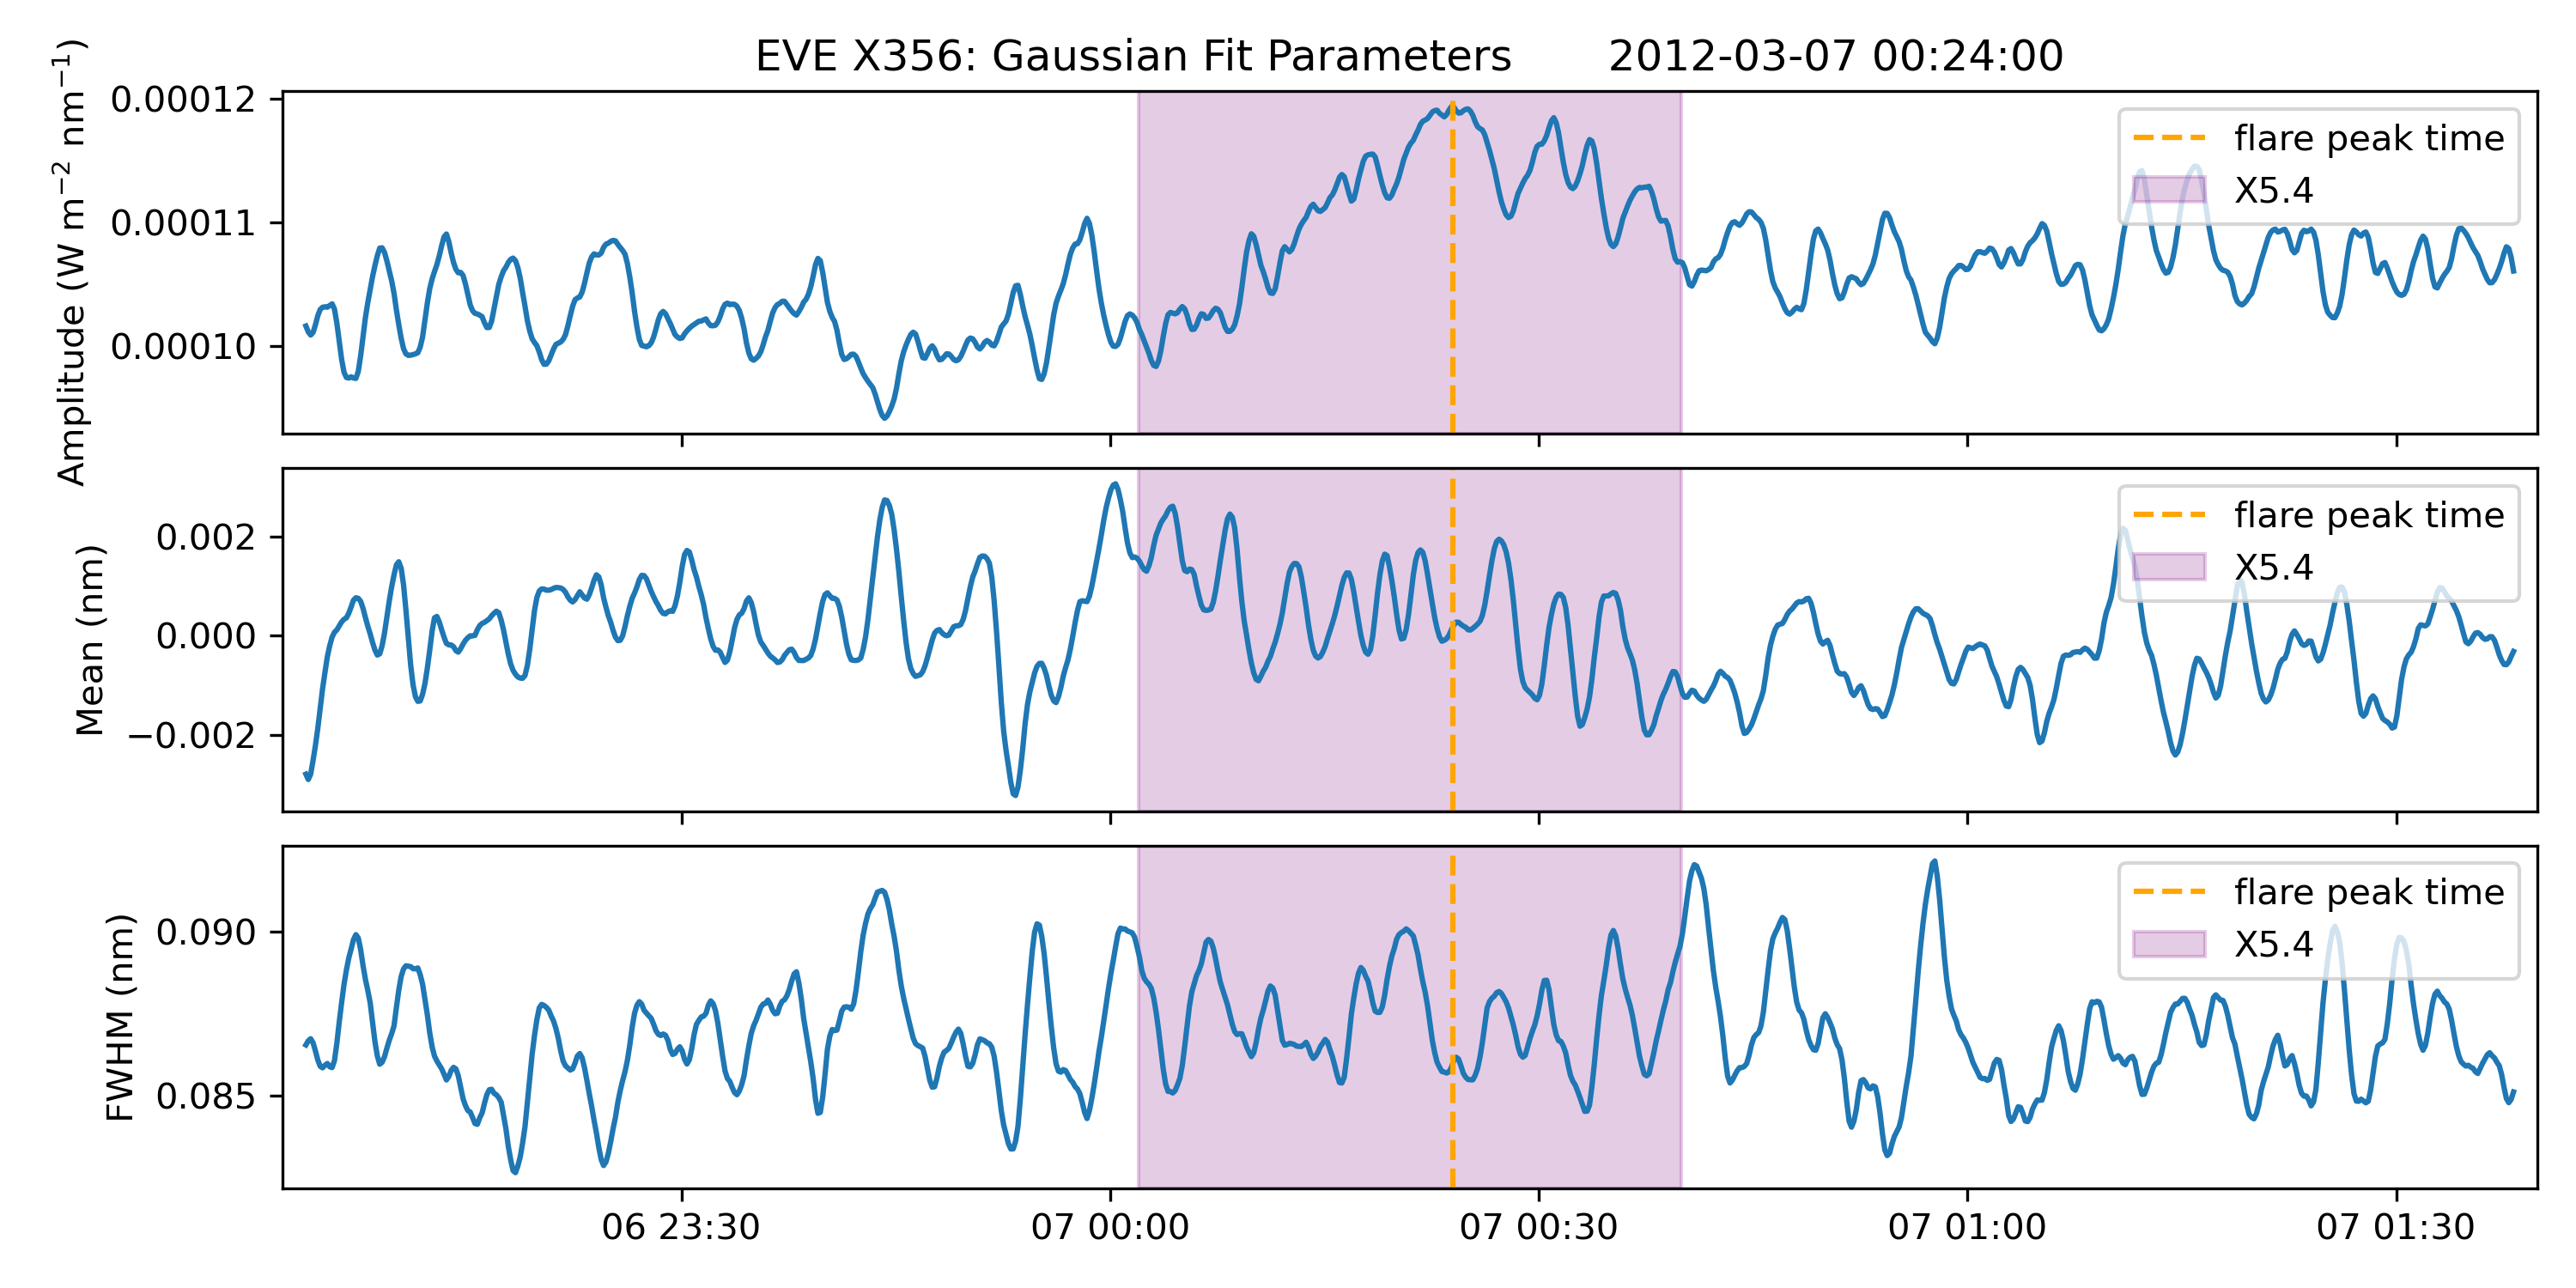 EVE X356: Gaussian Fit Parameters 2012-03-07 00:24:00
Amplitude (W m⁻² nm⁻¹)
0.00012
0.00011
0.00010
flare peak time
X5.4
Mean (nm)
0.002
0.000
−0.002
flare peak time
X5.4
FWHM (nm)
0.090
0.085
flare peak time
X5.4
06 23:30 07 00:00 07 00:30 07 01:00 07 01:30